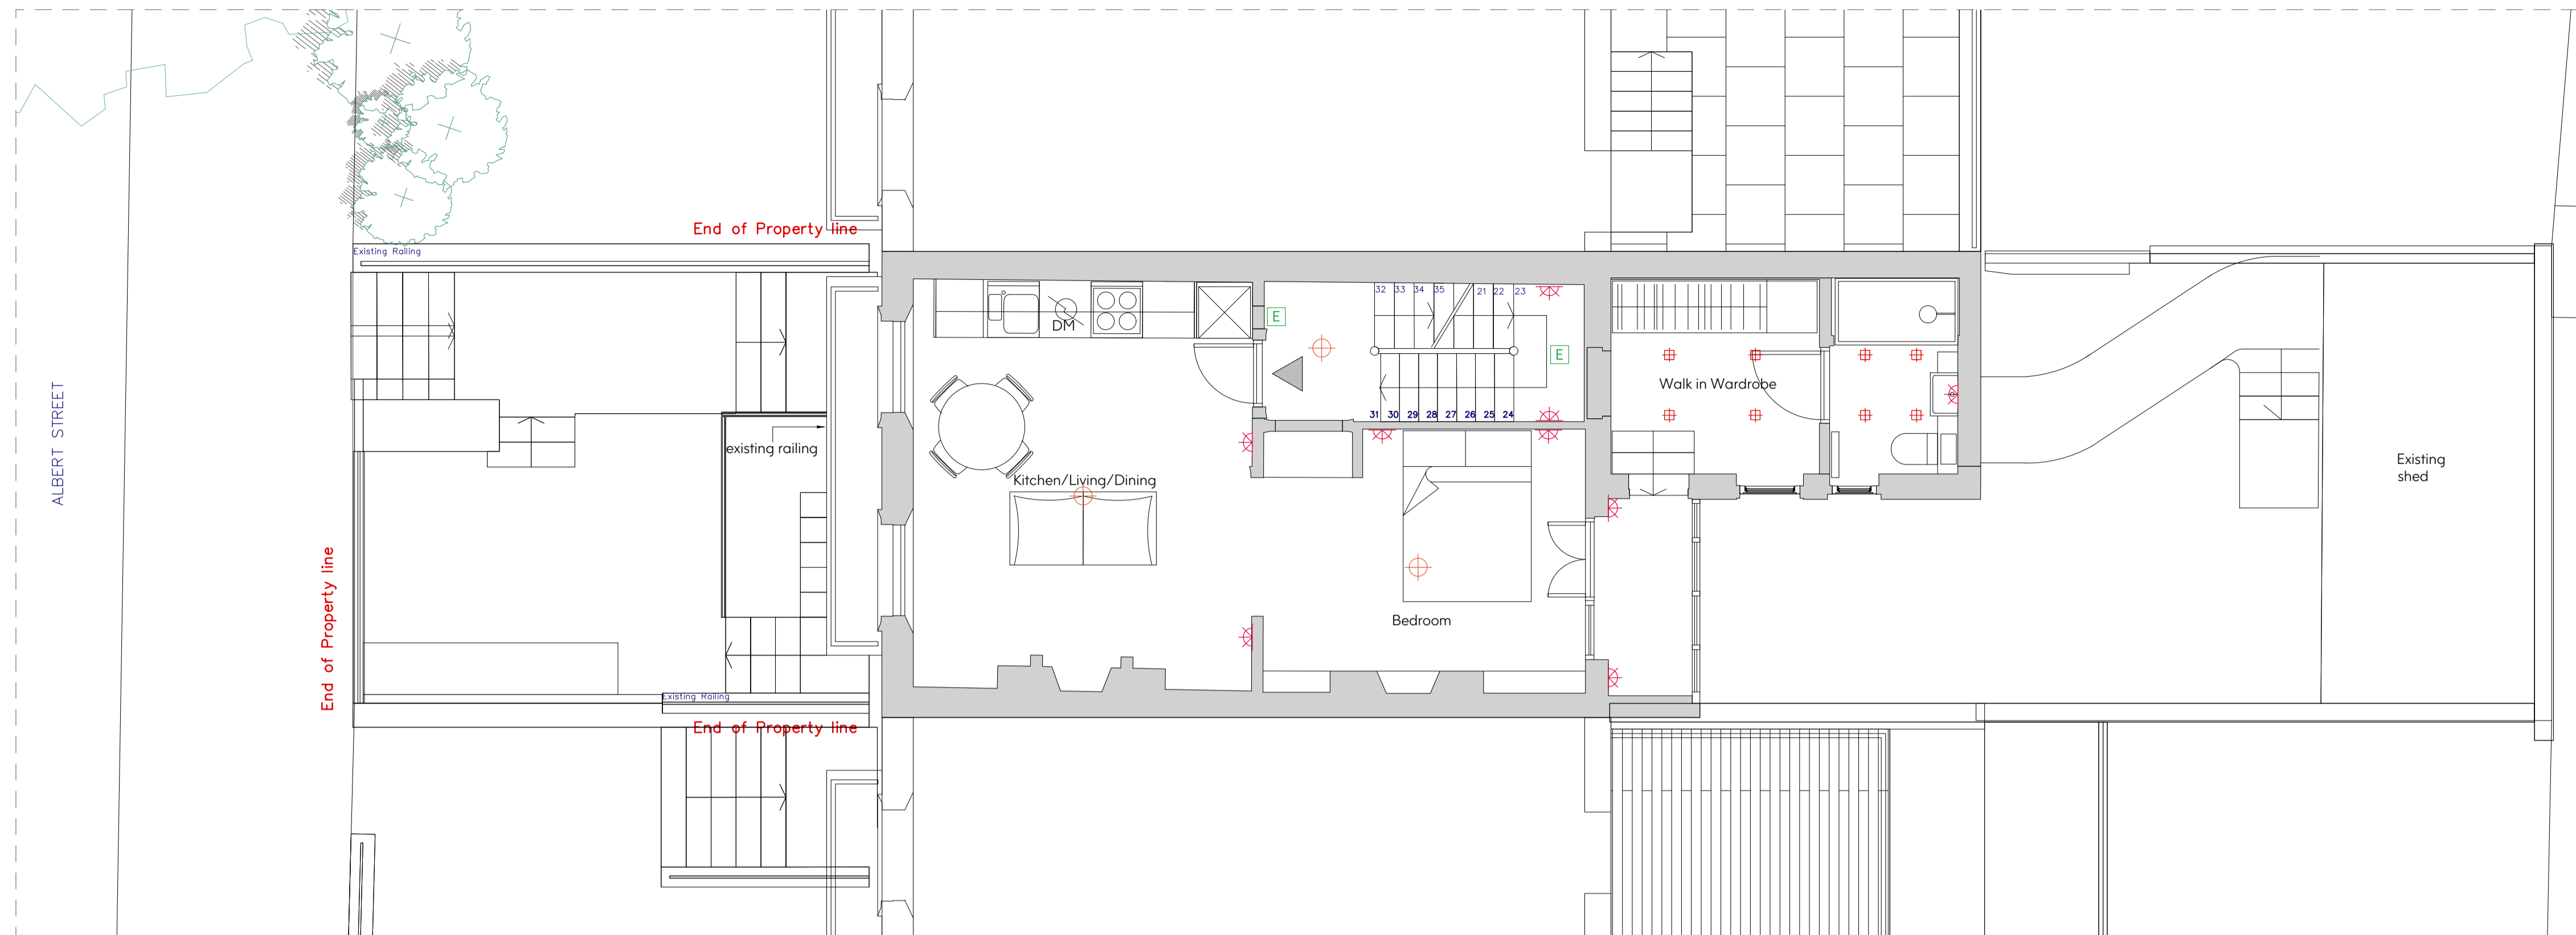 End of Property line
Existing Railing
32 33 34 35 21 22 23
E
DM
E
ALBERT STREET
Walk in Wardrobe
31 30 29 28 27 26 25 24
existing railing
Kitchen/Living/Dining
Existing
shed
End of Property line
Bedroom
Existing Railing
End of Property line